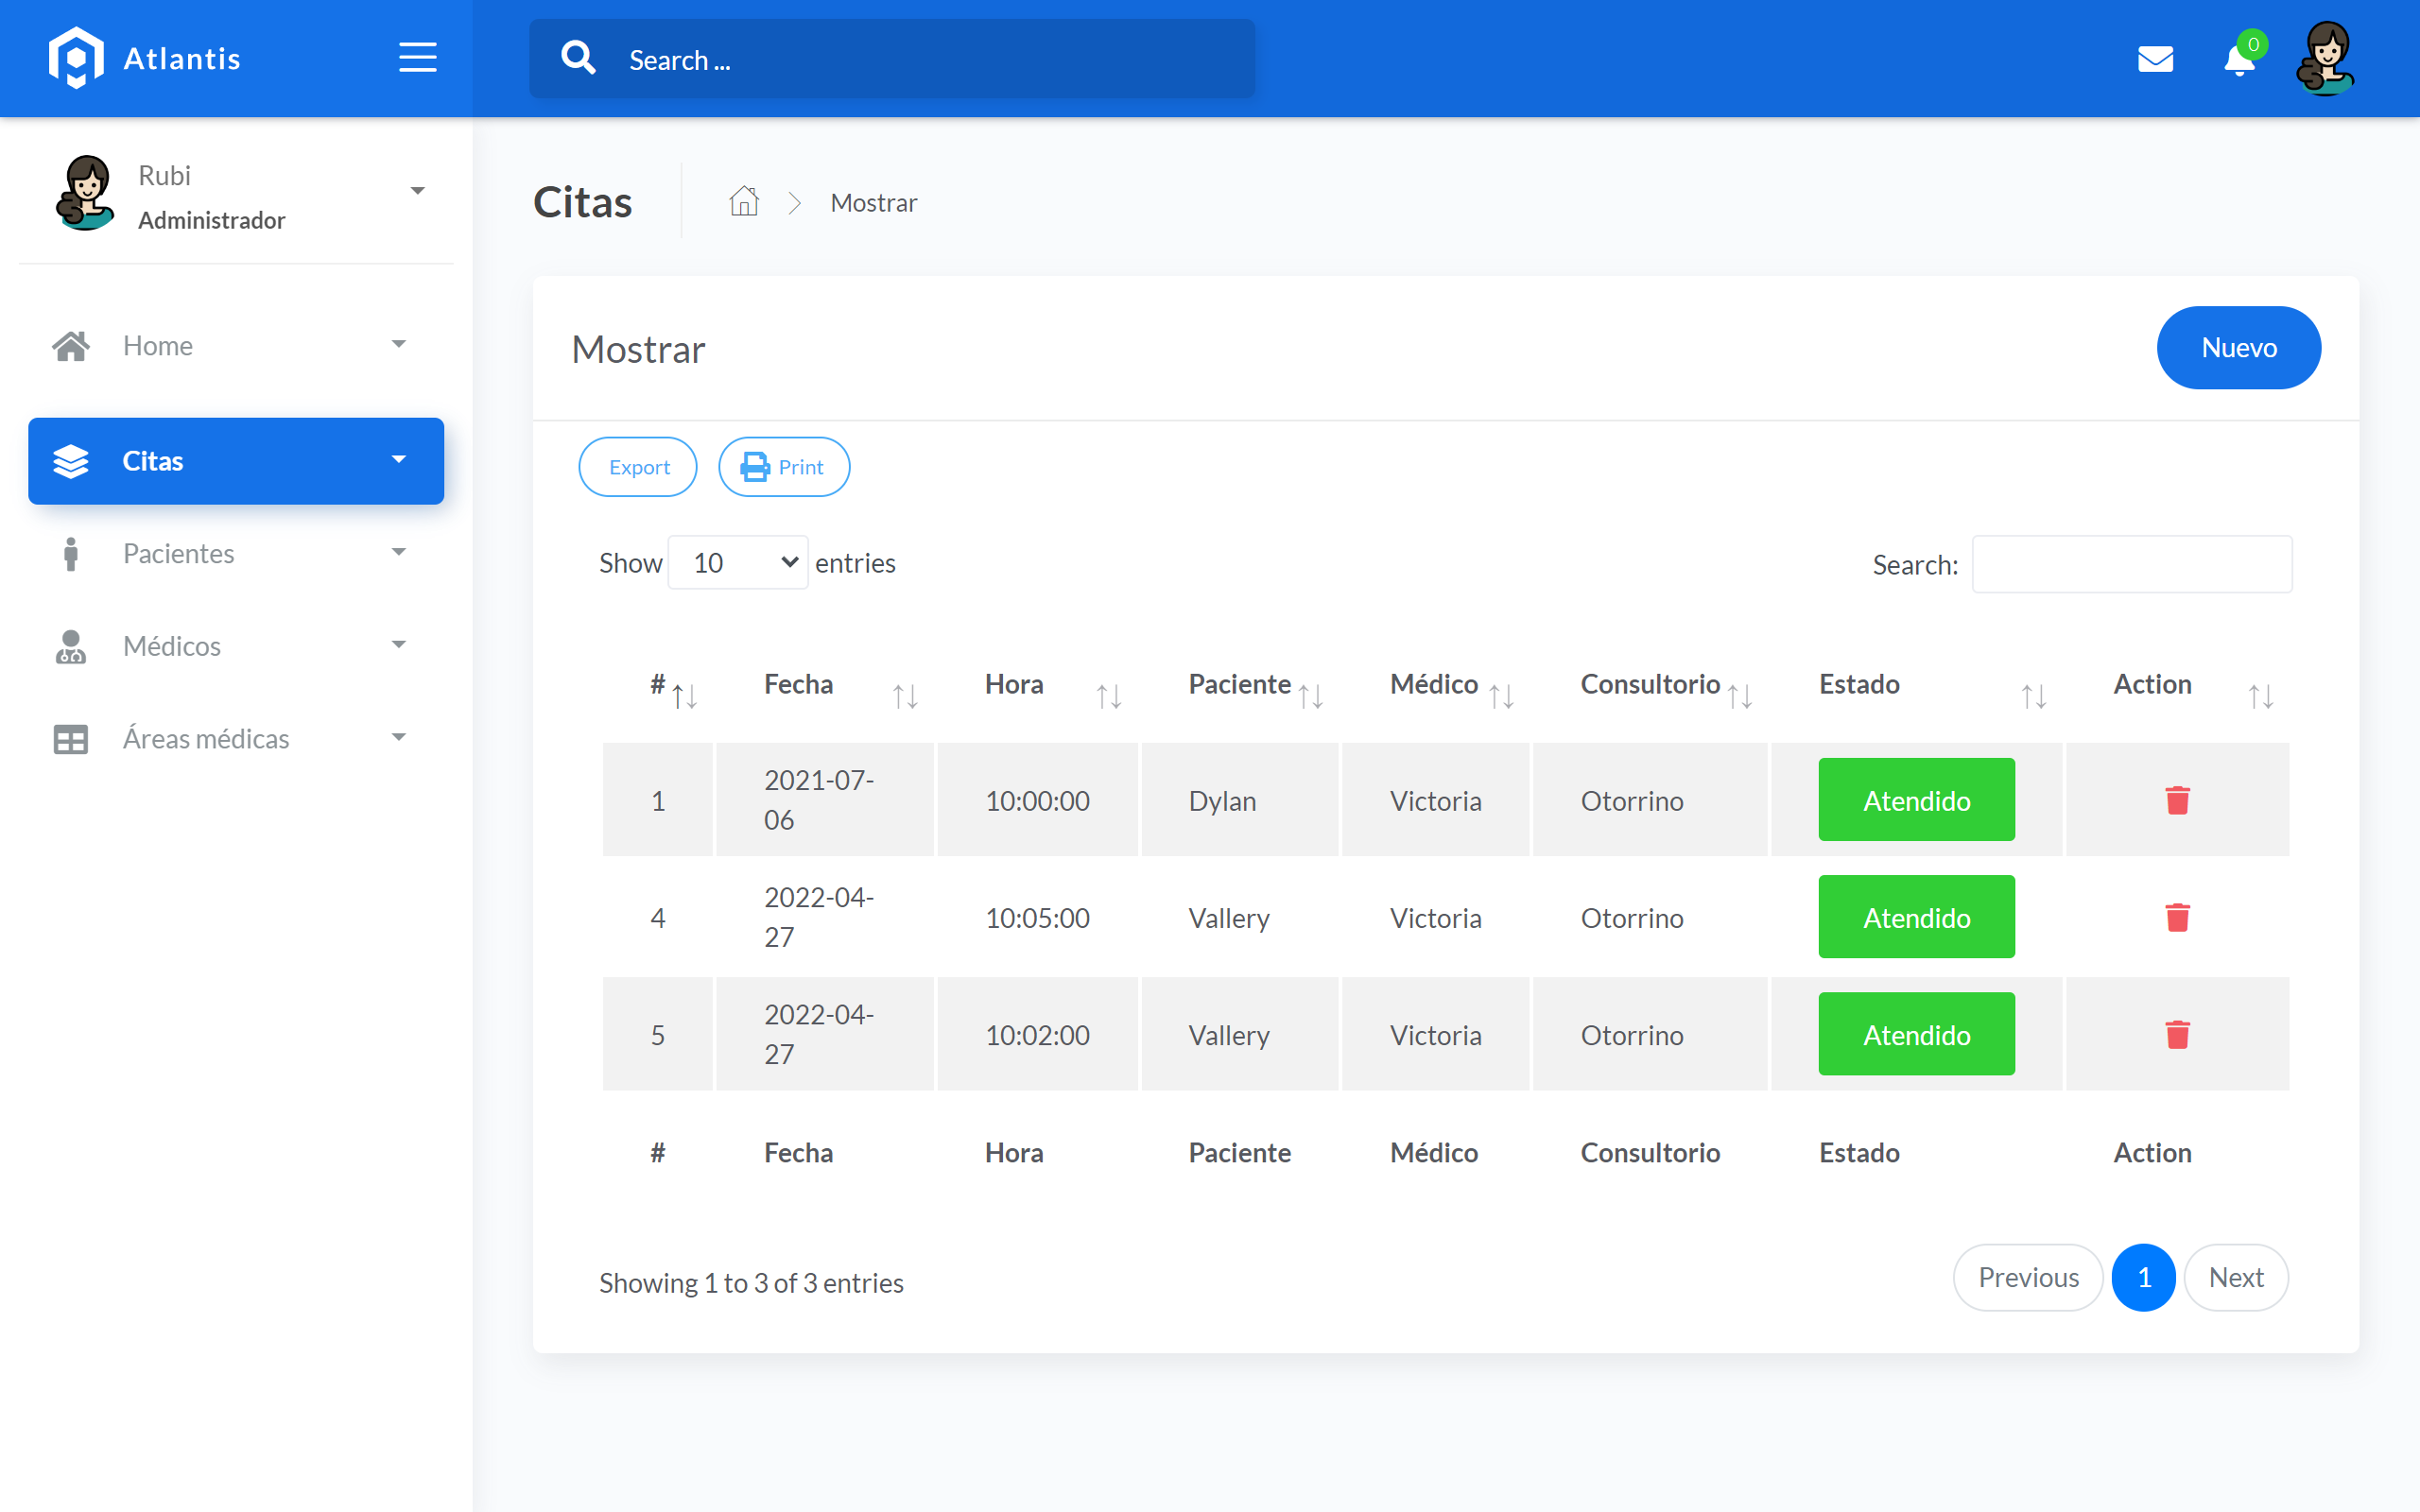 Atlantis
Search ...
0
Rubi
Administrador
Home
Citas
Pacientes
Médicos
Áreas médicas
Citas
Mostrar
Mostrar
Nuevo
Export
Print
Show 10 entries
Search:
# Fecha Hora Paciente Médico Consultorio Estado Action
1 2021-07-06 10:00:00 Dylan Victoria Otorrino Atendido
4 2022-04-27 10:05:00 Vallery Victoria Otorrino Atendido
5 2022-04-27 10:02:00 Vallery Victoria Otorrino Atendido
# Fecha Hora Paciente Médico Consultorio Estado Action
Showing 1 to 3 of 3 entries
Previous 1 Next